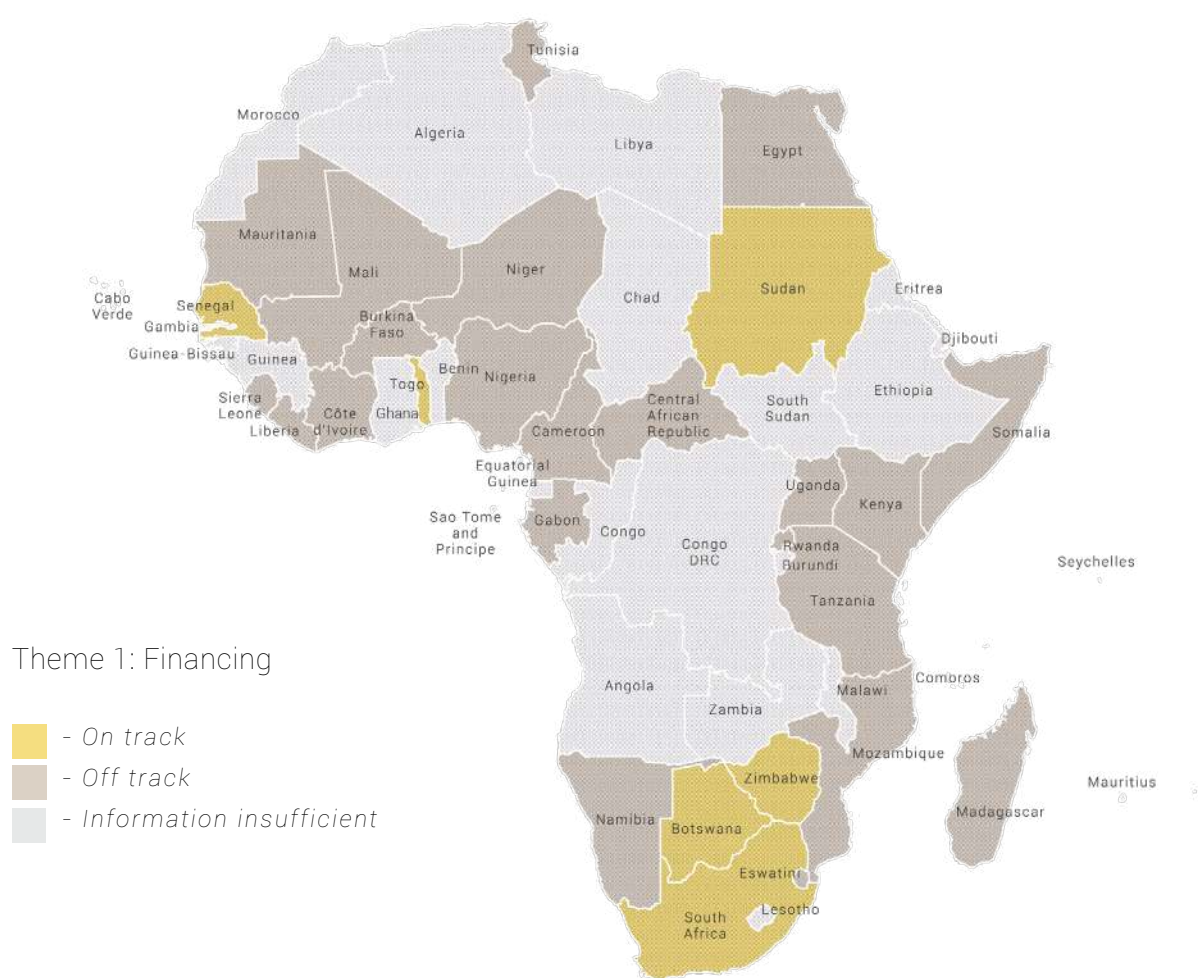 Tunisia
Morocco
Algeria
Libya
Egypt
Mauritania
Mali
Niger
Chad
Sudan
Eritrea
Cabo
Verde
Senegal
Gambia
Guinea-Bissau
Guinea
Burkina
Faso
Djibouti
Sierra
Leone
Liberia
Côte
d'Ivoire
Togo
Ghana
Benin
Nigeria
Cameroon
Central
African
Republic
South
Sudan
Ethiopia
Somalia
Equatorial
Guinea
Sao Tome
and
Principe
Gabon
Congo
Congo
DRC
Uganda
Kenya
Rwanda
Burundi
Tanzania
Seychelles
Theme 1: Financing
- On track
- Off track
- Information insufficient
Angola
Zambia
Malawi
Comoros
Mozambique
Zimbabwe
Namibia
Botswana
Madagascar
Mauritius
Eswatini
Lesotho
South
Africa